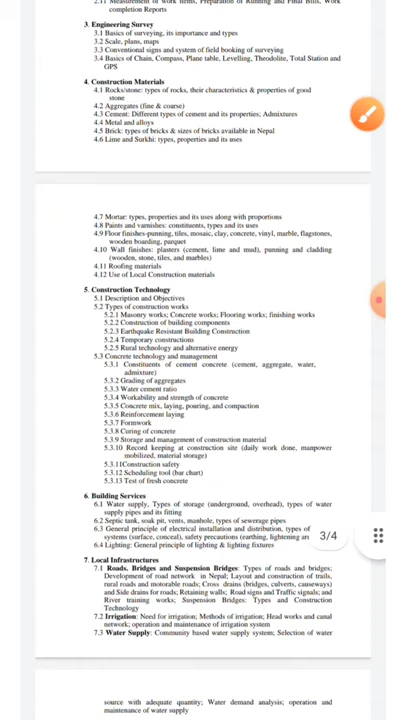 2.11 Measurement of work items, Preparation of Running and Final Bills, Work
completion Reports
3. Engineering Survey
3.1 Basics of surveying, its importance and types
3.2 Scale, plans, maps
3.3 Conventional signs and system of field booking of surveying
3.4 Basics of Chain, Compass, Plane table, Levelling, Theodolite, Total Station and
GPS
4. Construction Materials
4.1 Rocks/stone: types of rocks, their characteristics & properties of good
stone
4.2 Aggregates (fine & coarse)
4.3 Cement: Different types of cement and its properties; Admixtures
4.4 Metal and alloys
4.5 Brick: types of bricks & sizes of bricks available in Nepal
4.6 Lime and Surkhi: types, properties and its uses
4.7 Mortar: types, properties and its uses along with proportions
4.8 Paints and varnishes: constituents, types and its uses
4.9 Floor finishes-punning, tiles, mosaic, clay, concrete, vinyl, marble, flagstones,
wooden boarding, parquet
4.10 Wall finishes: plasters (cement, lime and mud), punning and cladding
(wooden, stone, tiles, and marbles)
4.11 Roofing materials
4.12 Use of Local Construction materials
5. Construction Technology
5.1 Description and Objectives
5.2 Types of construction works
5.2.1 Masonry works; Concrete works; Flooring works; finishing works
5.2.2 Construction of building components
5.2.3 Earthquake Resistant Building Construction
5.2.4 Temporary constructions
5.2.5 Rural technology and alternative energy
5.3 Concrete technology and management
5.3.1 Constituents of cement concrete (cement, aggregate, water,
admixture)
5.3.2 Grading of aggregates
5.3.3 Water cement ratio
5.3.4 Workability and strength of concrete
5.3.5 Concrete mix, laying, pouring, and compaction
5.3.6 Reinforcement laying
5.3.7 Formwork
5.3.8 Curing of concrete
5.3.9 Storage and management of construction material
5.3.10 Record keeping at construction site (daily work done, manpower
mobilized, material storage)
5.3.11Construction safety
5.3.12 Scheduling tool (bar chart)
5.3.13 Test of fresh concrete
6. Building Services
6.1 Water supply, Types of storage (underground, overhead), types of water
supply pipes and its fitting
6.2 Septic tank, soak pit, vents, manhole, types of sewerage pipes
6.3 General principle of electrical installation and distribution, types of
systems (surface, conceal), safety precautions (earthing, lightening
6.4 Lighting: General principle of lighting & lighting fixtures
3/4
7. Local Infrastructures
7.1 Roads, Bridges and Suspension Bridges: Types of roads and bridges;
Development of road network in Nepal; Layout and construction of trails,
rural roads and motorable roads; Cross drains (bridges, culverts, causeways)
and Side drains for roads; Retaining walls; Road signs and Traffic signals; and
River training works; Suspension Bridges: Types and Construction
Technology
7.2 Irrigation: Need for irrigation; Methods of irrigation; Head works and canal
network; operation and maintenance of irrigation system
7.3 Water Supply: Community based water supply system; Selection of water
source with adequate quantity; Water demand analysis; operation and
maintenance of water supply